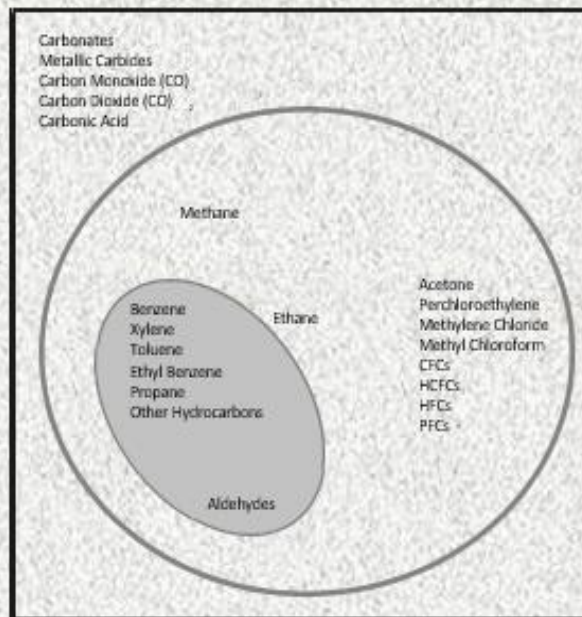 Carbonates
Metallic Carbides
Carbon Monoxide (CO)
Carbon Dioxide (CO)
Carbonic Acid
Methane
Ethane
Benzene
Xylene
Toluene
Ethyl Benzene
Propane
Other Hydrocarbons
Aldehydes
Acetone
Perchloroethylene
Methylene Chloride
Methyl Chloroform
CFCs
HCFCs
HFCs
PFCs